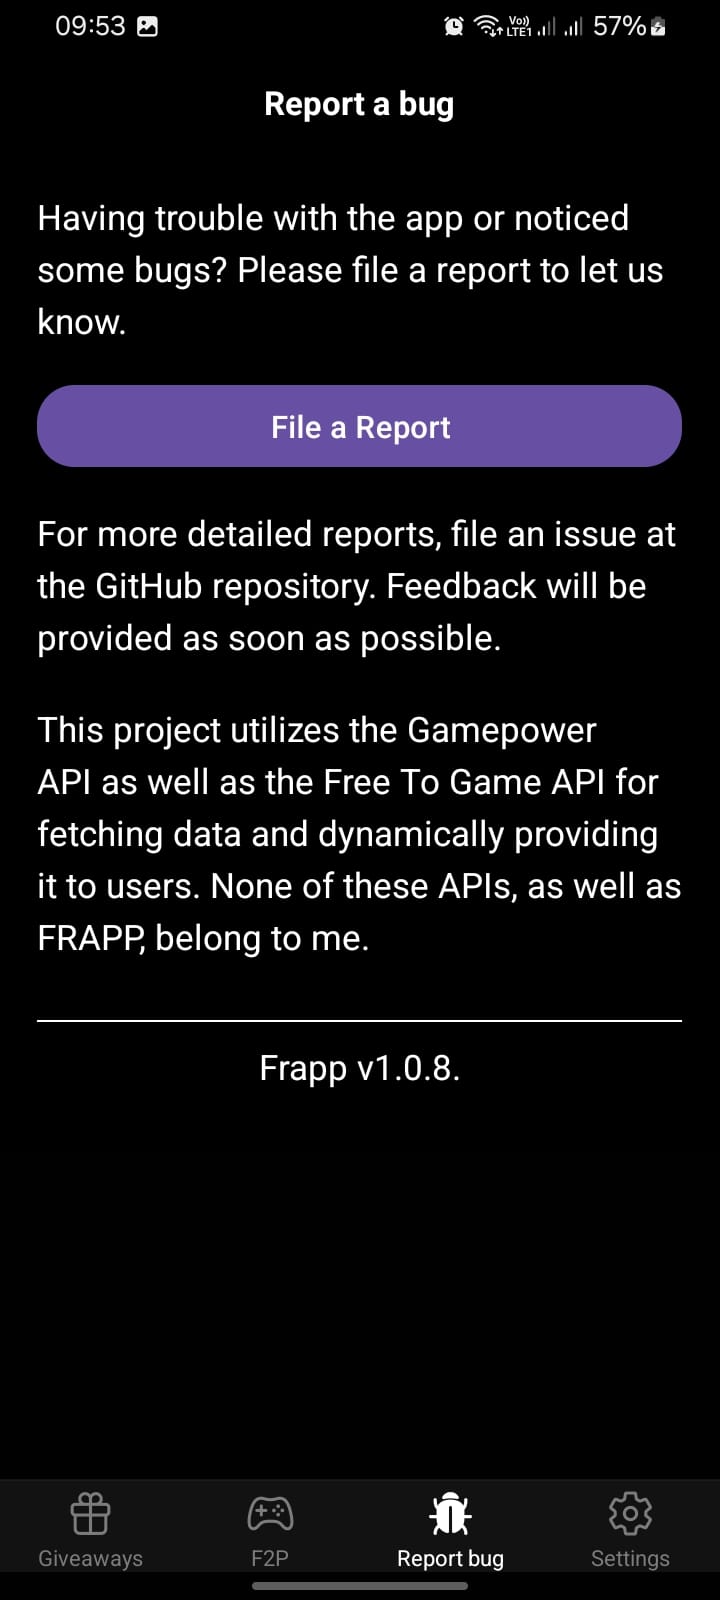 09:53
Vo)) LTE1 57%
Report a bug
Having trouble with the app or noticed
some bugs? Please file a report to let us
know.
File a Report
For more detailed reports, file an issue at
the GitHub repository. Feedback will be
provided as soon as possible.
This project utilizes the Gamepower
API as well as the Free To Game API for
fetching data and dynamically providing
it to users. None of these APIs, as well as
FRAPP, belong to me.
Frapp v1.0.8.
Giveaways F2P Report bug Settings